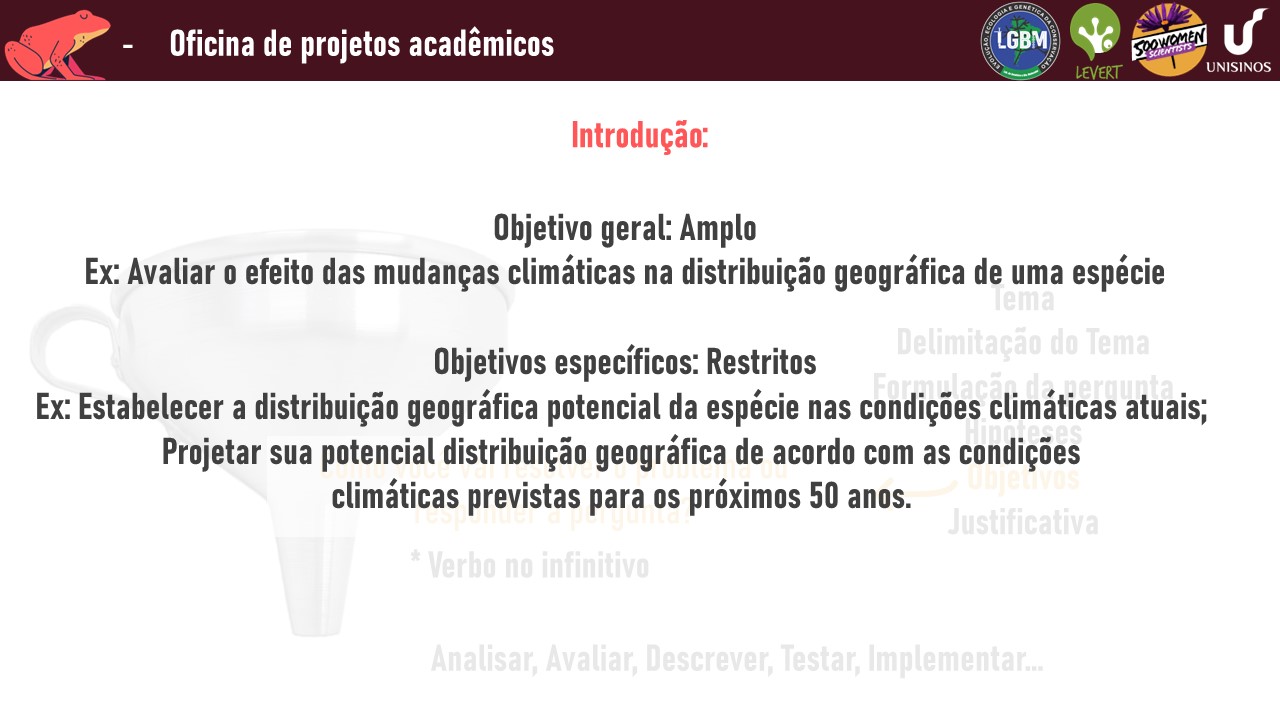 - Oficina de projetos acadêmicos
LGBM
LEVERT
500 WOMEN
SCIENTISTS
UNISINOS
Introdução:
Objetivo geral: Amplo
Ex: Avaliar o efeito das mudanças climáticas na distribuição geográfica de uma espécie
Tema
Delimitação do Tema
Objetivos específicos: Restritos
Formulação da pergunta
Ex: Estabelecer a distribuição geográfica potencial da espécie nas condições climáticas atuais;
Hipóteses
Projetar sua potencial distribuição geográfica de acordo com as condições
Como você vai resolver o problema ou
Objetivos
climáticas previstas para os próximos 50 anos.
responder a pergunta?
Justificativa
* Verbo no infinitivo
Analisar, Avaliar, Descrever, Testar, Implementar...